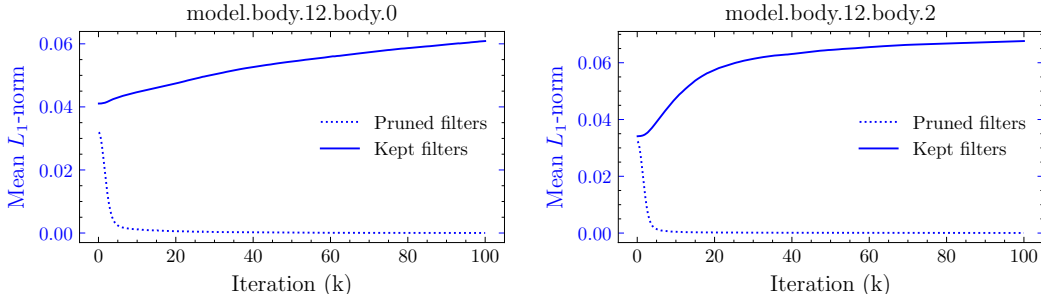 model.body.12.body.0
Mean L₁-norm
0.06
0.04
0.02
0.00
Pruned filters
Kept filters
0 20 40 60 80 100
Iteration (k)
model.body.12.body.2
Mean L₁-norm
0.06
0.04
0.02
0.00
Pruned filters
Kept filters
0 20 40 60 80 100
Iteration (k)